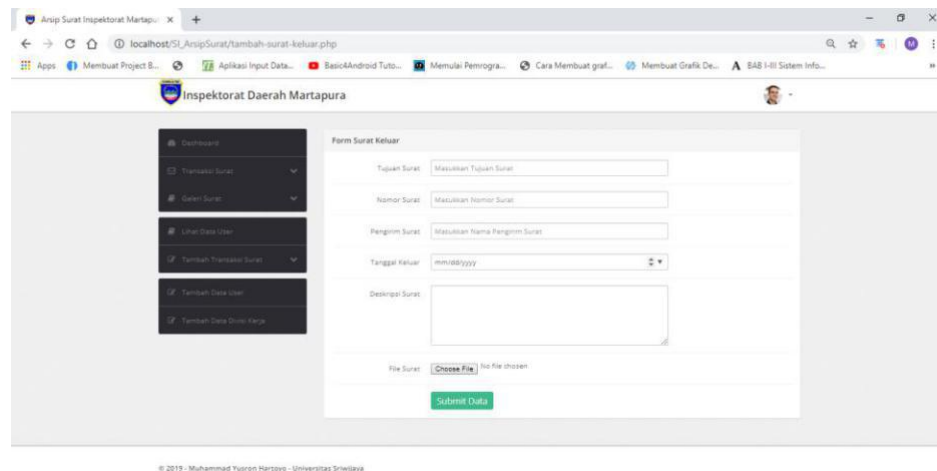 Arsip Surat Inspektorat Martapu
localhost/SI_ArsipSurat/tambah-surat-keluar.php
Apps Membuat Project B... Aplikasi Input Data... Basic4Android Tuto... Memulai Pemrogra... Cara Membuat graf... Membuat Grafik De... BAB I-III Sistem Info...
Inspektorat Daerah Martapura
Dashboard
Transaksi Surat
Galeri Surat
Lihat Data User
Tambah Transaksi Surat
Tambah Data User
Tambah Data Divisi Kerja
Form Surat Keluar
Tujuan Surat Masukkan Tujuan Surat
Nomor Surat Masukkan Nomor Surat
Pengirim Surat Masukkan Nama Pengirim Surat
Tanggal Keluar mm/dd/yyyy
Deskripsi Surat
File Surat Choose File No file chosen
Submit Data
© 2019 - Muhammad Yusron Hartoyo - Universitas Sriwijaya